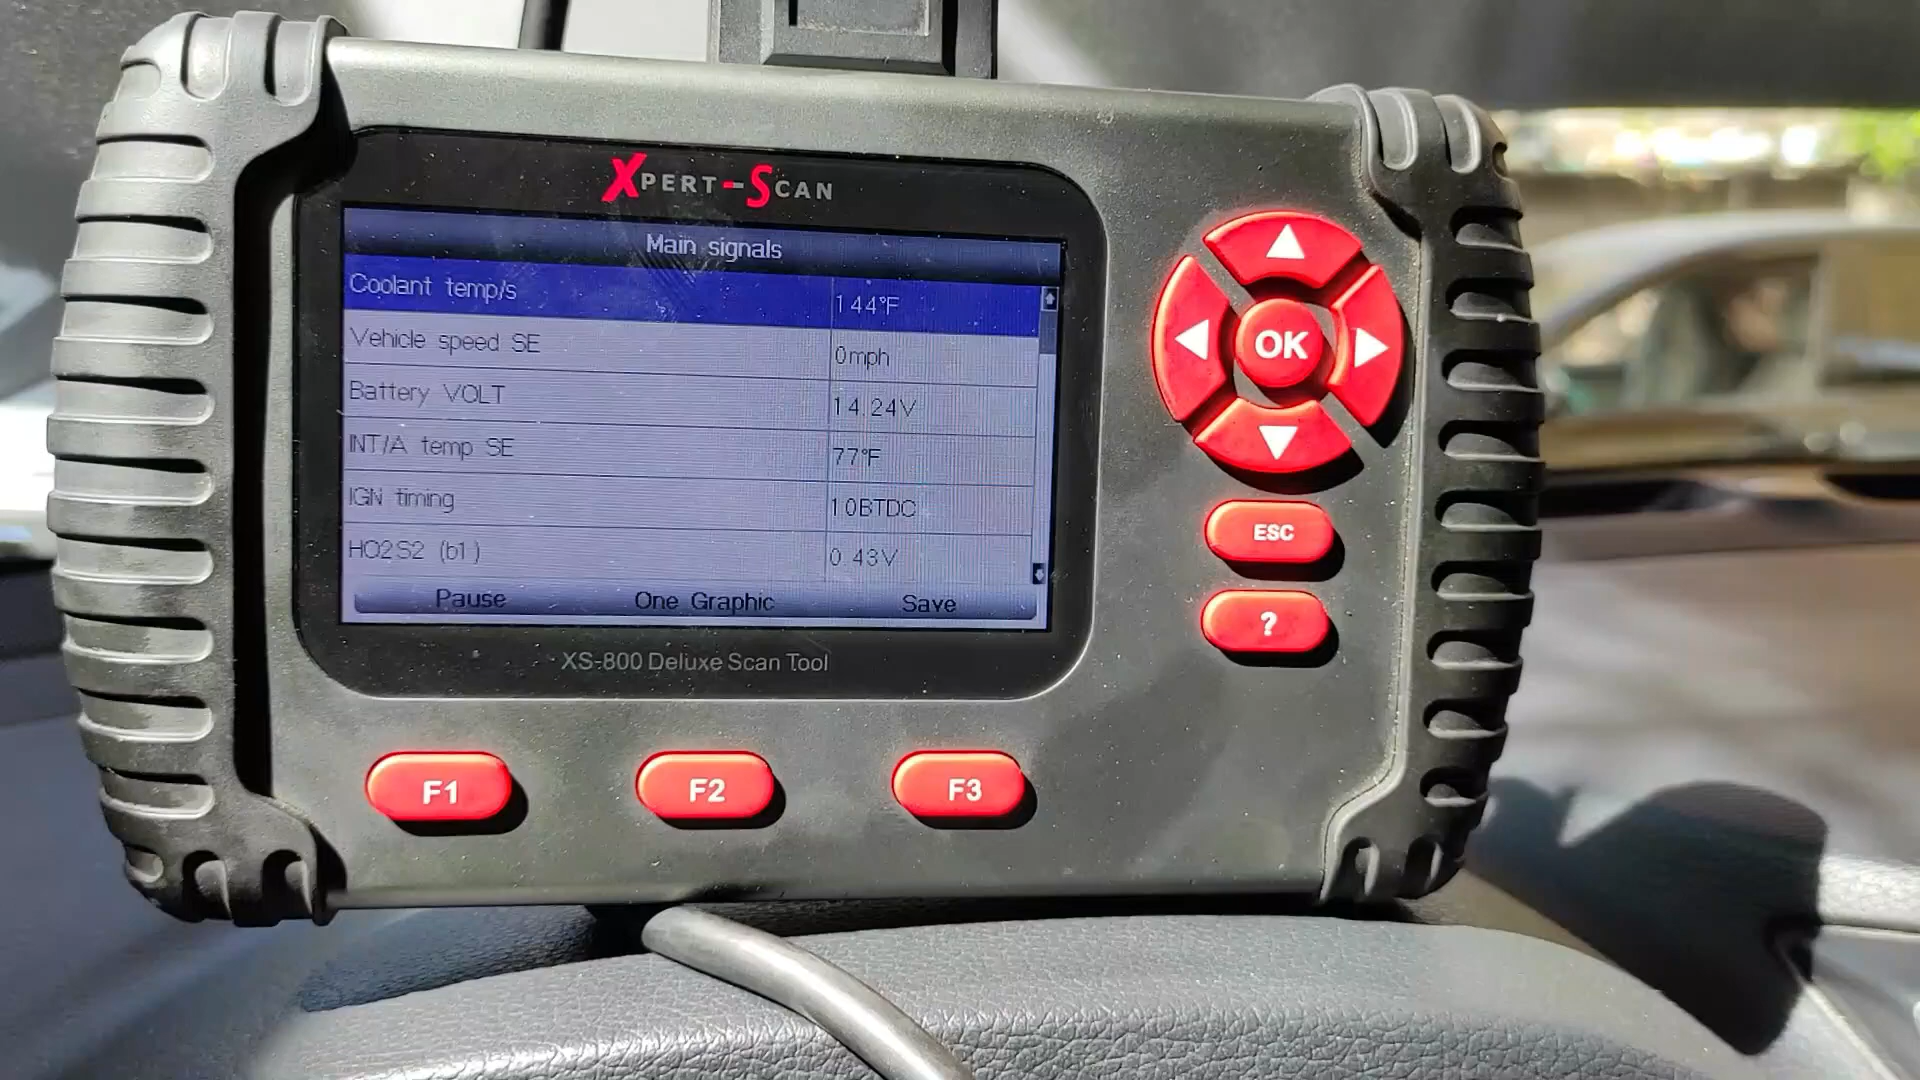 XPERT-SCAN
Main signals
Coolant temp/s 144°F
Vehicle speed SE 0mph
Battery VOLT 14.24V
INT/A temp SE 77°F
IGN timing 10BTDC
HO2S2 (b1) 0.43V
Pause One Graphic Save
XS-800 Deluxe Scan Tool
OK
ESC
?
F1 F2 F3